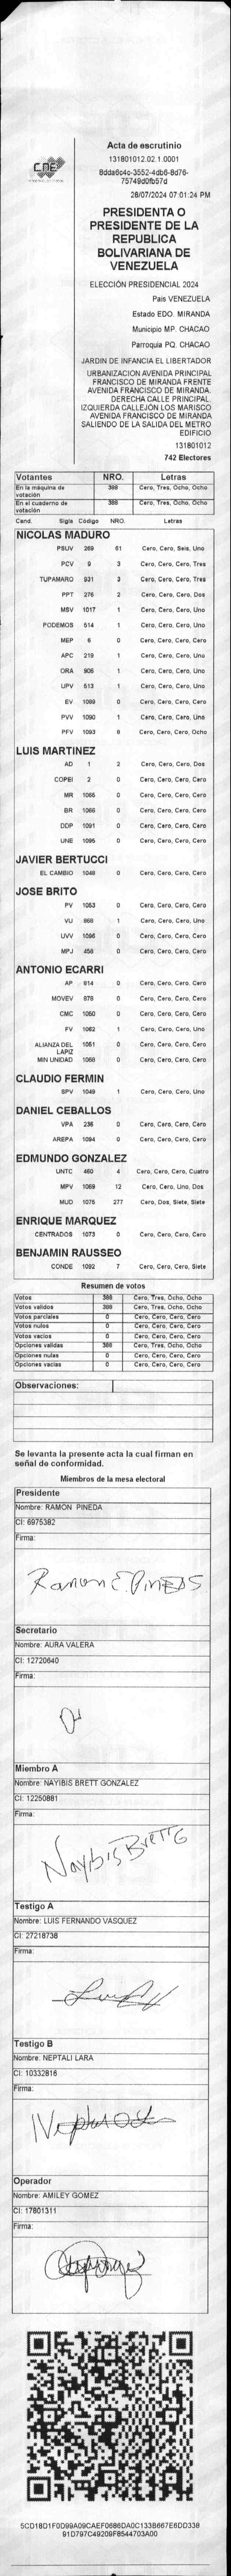 CNE
Acta de escrutinio
131801012.02.1.0001
8dda6c4c-3552-4db6-8d76-
75749d0fb57d
28/07/2024 07:01:24 PM
PRESIDENTA O
PRESIDENTE DE LA
REPUBLICA
BOLIVARIANA DE
VENEZUELA
ELECCIÓN PRESIDENCIAL 2024
País VENEZUELA
Estado EDO. MIRANDA
Municipio MP. CHACAO
Parroquia PQ. CHACAO
JARDIN DE INFANCIA EL LIBERTADOR
URBANIZACION AVENIDA PRINCIPAL
FRANCISCO DE MIRANDA FRENTE
AVENIDA FRANCISCO DE MIRANDA.
DERECHA CALLE PRINCIPAL.
IZQUIERDA CALLEJÓN LOS MARISCO
AVENIDA FRANCISCO DE MIRANDA
SALIENDO DE LA SALIDA DEL METRO
EDIFICIO
131801012
742 Electores
Votantes NRO. Letras
En la máquina de votación 388 Cero, Tres, Ocho, Ocho
En el cuaderno de votación 388 Cero, Tres, Ocho, Ocho
Cand. Sigla Código NRO. Letras
NICOLAS MADURO
PSUV 269 61 Cero, Cero, Seis, Uno
PCV 9 3 Cero, Cero, Cero, Tres
TUPAMARO 931 3 Cero, Cero, Cero, Tres
PPT 276 2 Cero, Cero, Cero, Dos
MSV 1017 1 Cero, Cero, Cero, Uno
PODEMOS 514 1 Cero, Cero, Cero, Uno
MEP 6 0 Cero, Cero, Cero, Cero
APC 219 1 Cero, Cero, Cero, Uno
ORA 906 1 Cero, Cero, Cero, Uno
UPV 513 1 Cero, Cero, Cero, Uno
EV 1089 0 Cero, Cero, Cero, Cero
PVV 1090 1 Cero, Cero, Cero, Uno
PFV 1093 8 Cero, Cero, Cero, Ocho
LUIS MARTINEZ
AD 1 2 Cero, Cero, Cero, Dos
COPEI 2 0 Cero, Cero, Cero, Cero
MR 1065 0 Cero, Cero, Cero, Cero
BR 1066 0 Cero, Cero, Cero, Cero
DDP 1091 0 Cero, Cero, Cero, Cero
UNE 1095 0 Cero, Cero, Cero, Cero
JAVIER BERTUCCI
EL CAMBIO 1048 0 Cero, Cero, Cero, Cero
JOSE BRITO
PV 1053 0 Cero, Cero, Cero, Cero
VU 868 1 Cero, Cero, Cero, Uno
UVV 1096 0 Cero, Cero, Cero, Cero
MPJ 458 0 Cero, Cero, Cero, Cero
ANTONIO ECARRI
AP 814 0 Cero, Cero, Cero, Cero
MOVEV 878 0 Cero, Cero, Cero, Cero
CMC 1050 0 Cero, Cero, Cero, Cero
FV 1062 1 Cero, Cero, Cero, Uno
ALIANZA DEL LAPIZ 1051 0 Cero, Cero, Cero, Cero
MIN UNIDAD 1068 0 Cero, Cero, Cero, Cero
CLAUDIO FERMIN
SPV 1049 1 Cero, Cero, Cero, Uno
DANIEL CEBALLOS
VPA 236 0 Cero, Cero, Cero, Cero
AREPA 1094 0 Cero, Cero, Cero, Cero
EDMUNDO GONZALEZ
UNTC 460 4 Cero, Cero, Cero, Cuatro
MPV 1069 12 Cero, Cero, Uno, Dos
MUD 1075 277 Cero, Dos, Siete, Siete
ENRIQUE MARQUEZ
CENTRADOS 1073 0 Cero, Cero, Cero, Cero
BENJAMIN RAUSSEO
CONDE 1092 7 Cero, Cero, Cero, Siete
Resumen de votos
Votos 388 Cero, Tres, Ocho, Ocho
Votos validos 388 Cero, Tres, Ocho, Ocho
Votos parciales 0 Cero, Cero, Cero, Cero
Votos nulos 0 Cero, Cero, Cero, Cero
Votos vacios 0 Cero, Cero, Cero, Cero
Opciones validas 388 Cero, Tres, Ocho, Ocho
Opciones nulas 0 Cero, Cero, Cero, Cero
Opciones vacias 0 Cero, Cero, Cero, Cero
Observaciones:
Se levanta la presente acta la cual firman en
señal de conformidad.
Miembros de la mesa electoral
Presidente
Nombre: RAMON PINEDA
CI: 6975382
Firma:
Ramon E. PINEDS
Secretario
Nombre: AURA VALERA
CI: 12720640
Firma:
Miembro A
Nombre: NAYIBIS BRETT GONZALEZ
CI: 12250881
Firma:
Naybis Brett G
Testigo A
Nombre: LUIS FERNANDO VASQUEZ
CI: 27218738
Firma:
Testigo B
Nombre: NEPTALI LARA
CI: 10332816
Firma:
Operador
Nombre: AMILEY GOMEZ
CI: 17801311
Firma:
5CD18D1F0D99A09CAEF0686DA0C133B667E6DD338
91D797C49209F8544703A00